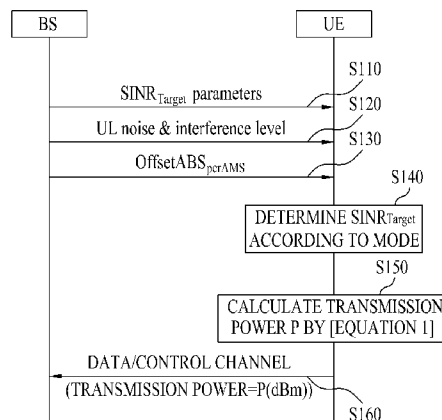 BS
UE
S110
SINRTarget parameters
S120
UL noise & interference level
S130
OffsetABSperAMS
S140
DETERMINE SINRTarget
ACCORDING TO MODE
S150
CALCULATE TRANSMISSION
POWER P BY [EQUATION 1]
DATA/CONTROL CHANNEL
(TRANSMISSION POWER=P(dBm))
S160